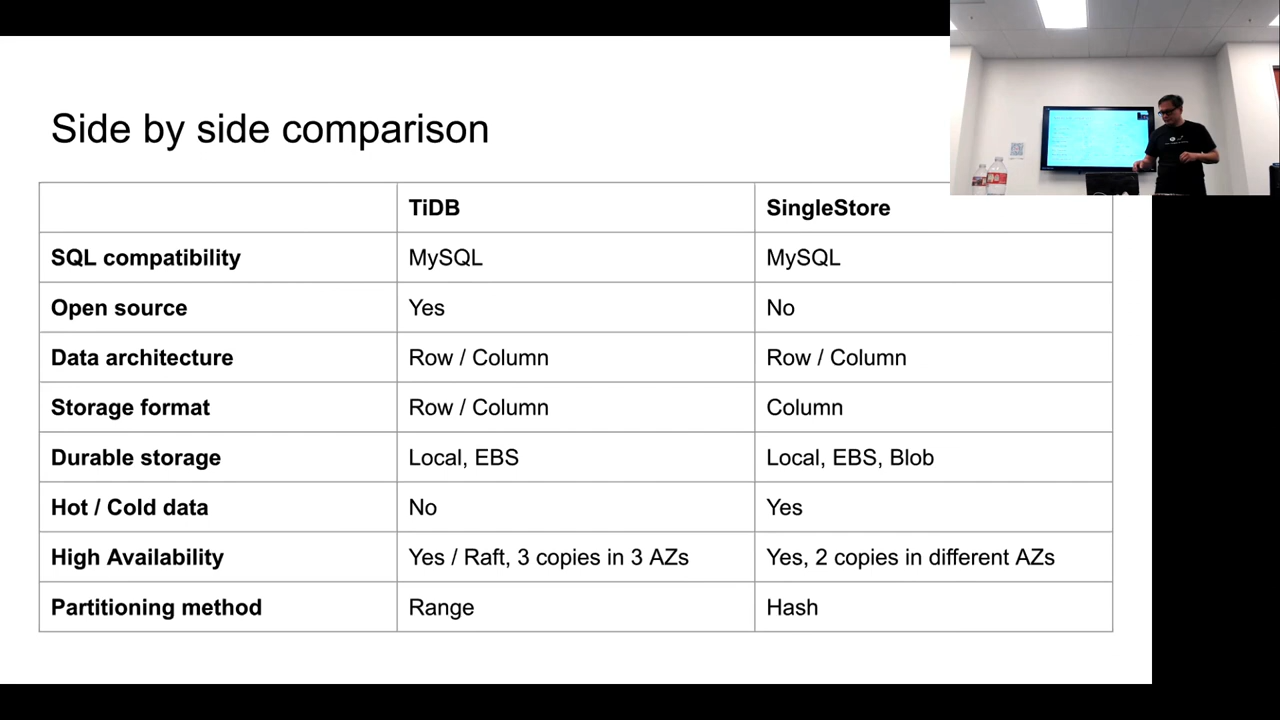 Side by side comparison
TiDB SingleStore
SQL compatibility MySQL MySQL
Open source Yes No
Data architecture Row / Column Row / Column
Storage format Row / Column Column
Durable storage Local, EBS Local, EBS, Blob
Hot / Cold data No Yes
High Availability Yes / Raft, 3 copies in 3 AZs Yes, 2 copies in different AZs
Partitioning method Range Hash